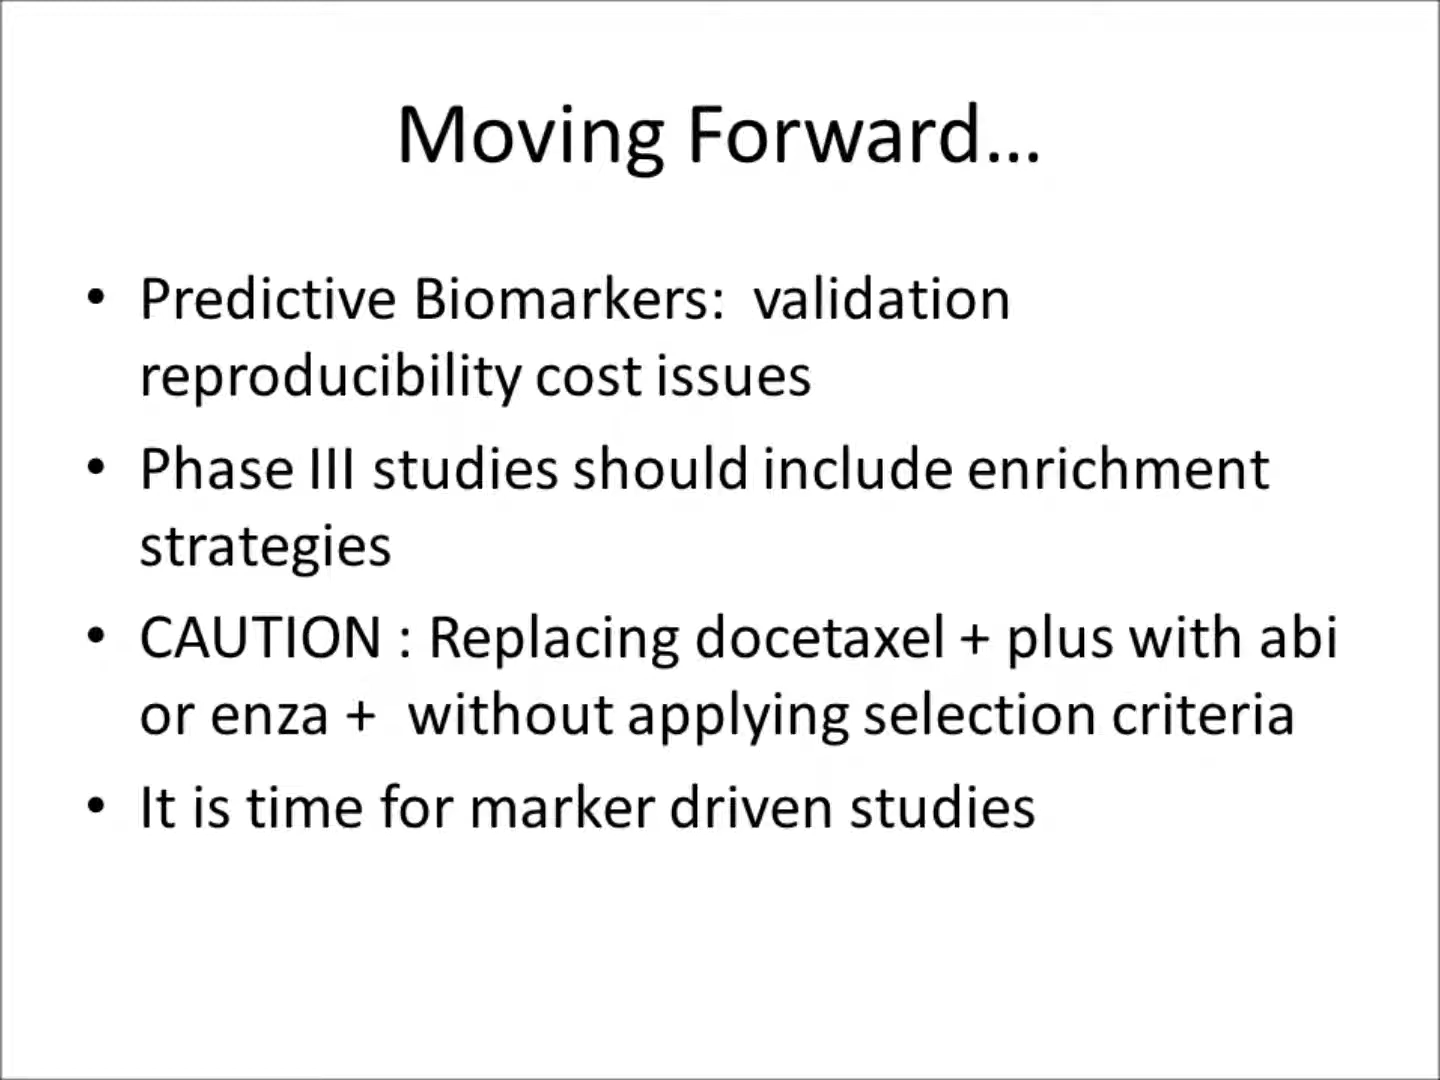 Moving Forward...
• Predictive Biomarkers:  validation
reproducibility cost issues
• Phase III studies should include enrichment
strategies
• CAUTION : Replacing docetaxel + plus with abi
or enza +  without applying selection criteria
• It is time for marker driven studies